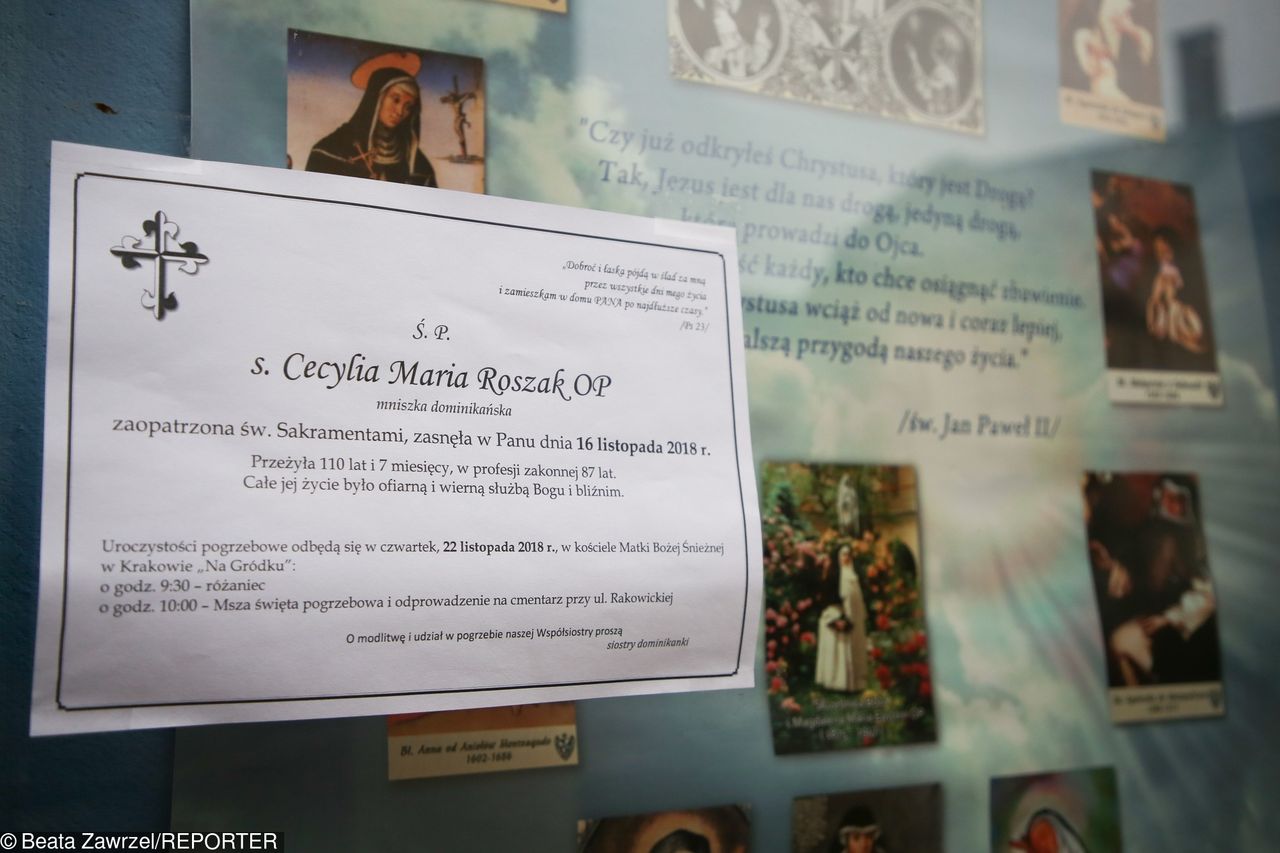 „Dobroć i łaska pójdą w ślad za mną
przez wszystkie dni mego życia
i zamieszkam w domu PANA po najdłuższe czasy."
/Ps 23/
Ś. P.
s. Cecylia Maria Roszak OP
mniszka dominikańska
zaopatrzona św. Sakramentami, zasnęła w Panu dnia 16 listopada 2018 r.
Przeżyła 110 lat i 7 miesięcy, w profesji zakonnej 87 lat.
Całe jej życie było ofiarną i wierną służbą Bogu i bliźnim.
Uroczystości pogrzebowe odbędą się w czwartek, 22 listopada 2018 r., w kościele Matki Bożej Śnieżnej
w Krakowie „Na Gródku":
o godz. 9:30 – różaniec
o godz. 10:00 – Msza święta pogrzebowa i odprowadzenie na cmentarz przy ul. Rakowickiej
O modlitwę i udział w pogrzebie naszej Współsiostry proszą
siostry dominikanki
"Czy już odkryłeś Chrystusa, który jest Drogą?
Tak, Jezus jest dla nas drogą, jedyną drogą,
która prowadzi do Ojca.
ść każdy, kto chce osiągnąć zbawienie.
ystusa wciąż od nowa i coraz lepiej,
alszą przygodą naszego życia."
/św. Jan Paweł II/
Bł. Anna od Aniołów Monteagudo
1602-1686
© Beata Zawrzel/REPORTER